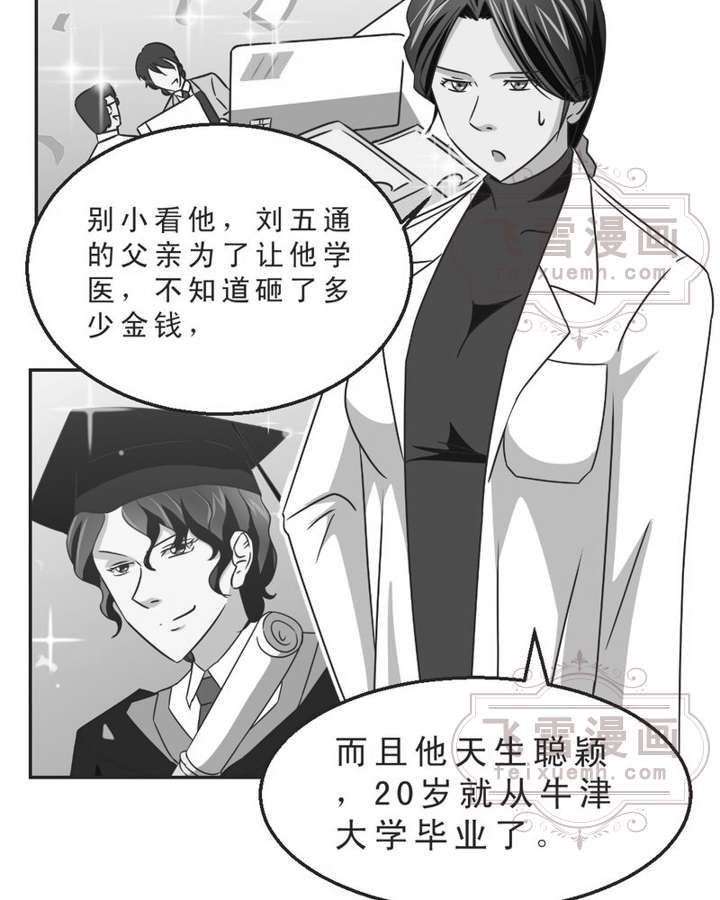 别小看他，刘五通
的父亲为了让他学
医，不知道砸了多
少金钱，
飞雪漫画
feixuemh.com
飞雪漫画
feixuemh.com
而且他天生聪颖
，20岁就从牛津
大学毕业了。